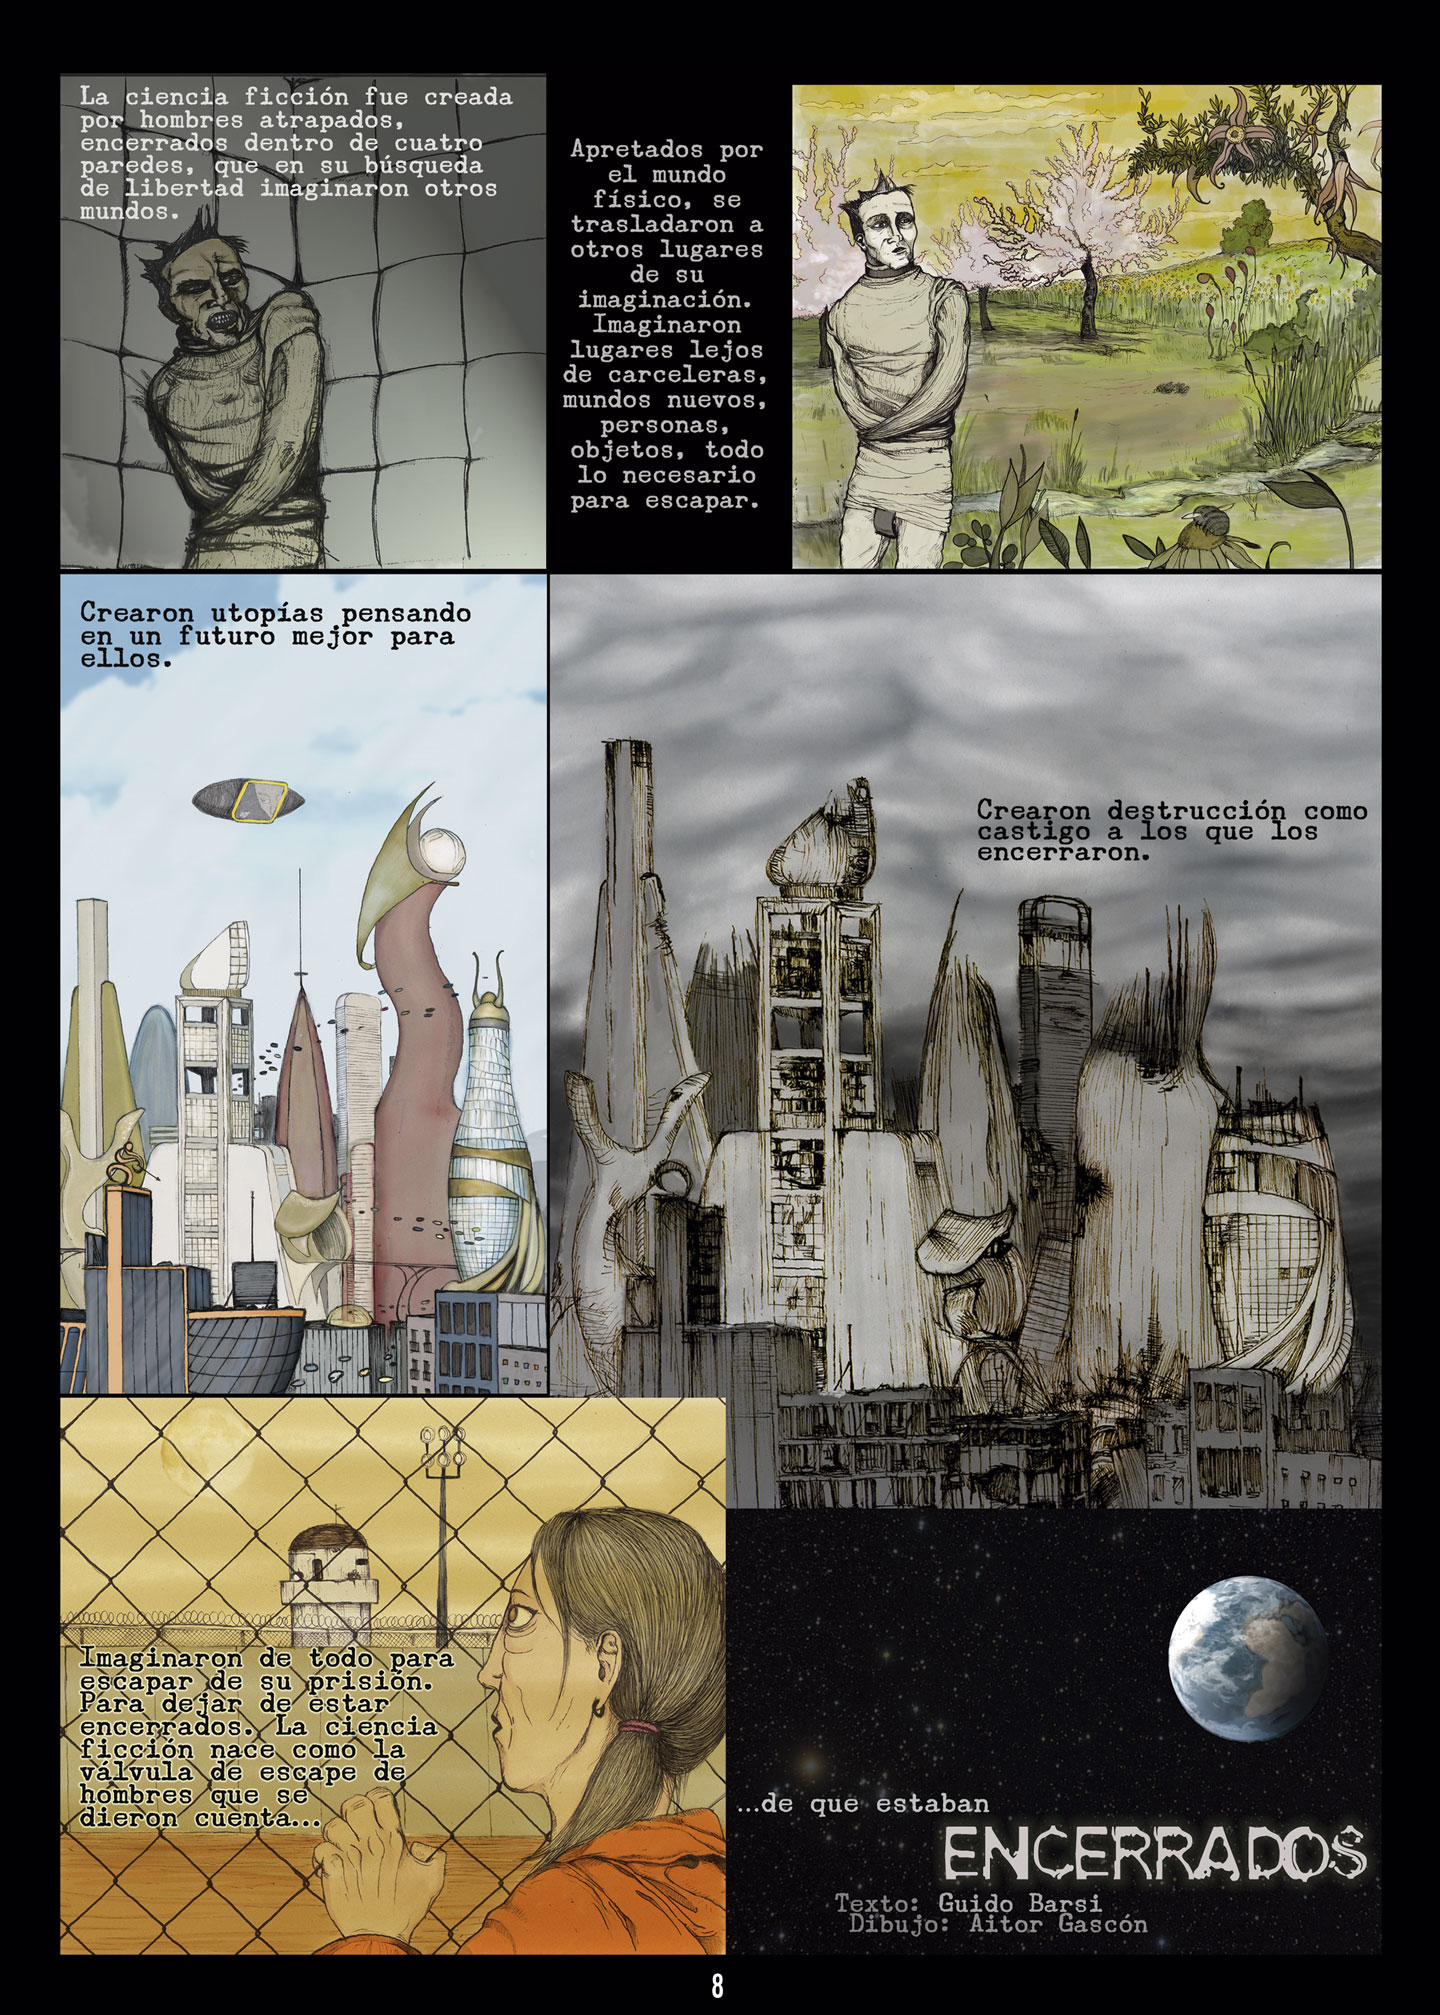 La ciencia ficción fue creada
por hombres atrapados,
encerrados dentro de cuatro
paredes, que en su búsqueda
de libertad imaginaron otros
mundos.
Apretados por
el mundo
físico, se
trasladaron a
otros lugares
de su
imaginación.
Imaginaron
lugares lejos
de carceleras,
mundos nuevos,
personas,
objetos, todo
lo necesario
para escapar.
Crearon utopías pensando
en un futuro mejor para
ellos.
Crearon destrucción como
castigo a los que los
encerraron.
Imaginaron de todo para
escapar de su prisión.
Para dejar de estar
encerrados. La ciencia
ficción nace como la
válvula de escape de
hombres que se
dieron cuenta...
...de que estaban
ENCERRADOS
Texto: Guido Barsi
Dibujo: Aitor Gascón
8